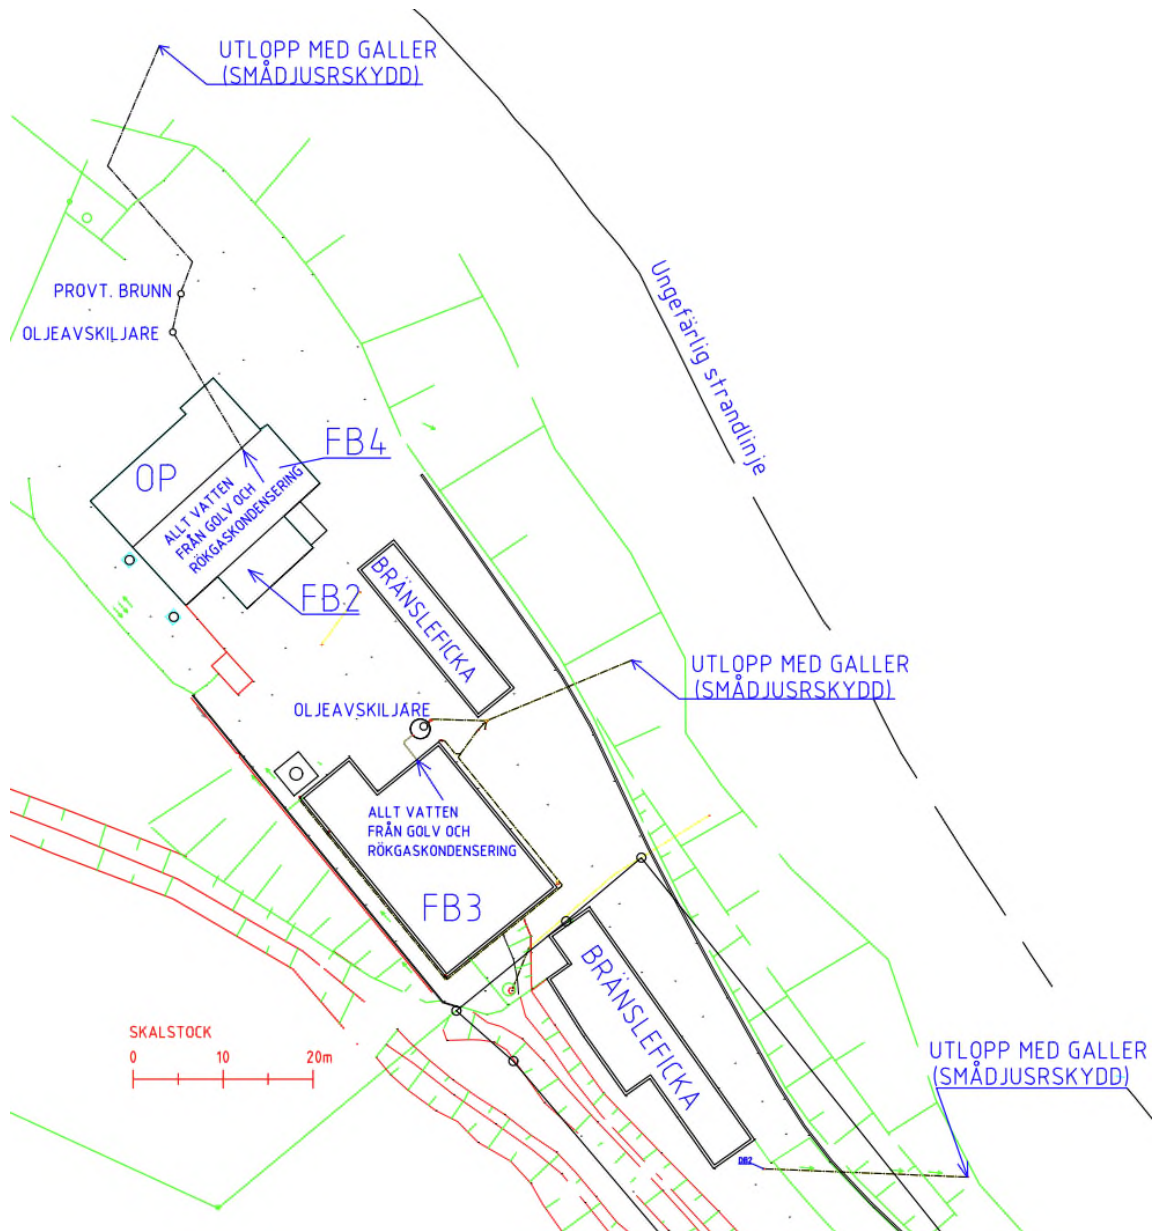 UTLOPP MED GALLER
(SMÅDJUSRSKYDD)
Ungefärlig strandlinje
PROVT. BRUNN
OLJEAVSKILJARE
FB4
OP
ALLT VATTEN
FRÅN GOLV OCH
RÖKGASKONDENSERING
FB2
BRÄNSLEFICKA
UTLOPP MED GALLER
(SMÅDJUSRSKYDD)
OLJEAVSKILJARE
ALLT VATTEN
FRÅN GOLV OCH
RÖKGASKONDENSERING
FB3
BRÄNSLEFICKA
SKALSTOCK
0 10 20m
UTLOPP MED GALLER
(SMÅDJUSRSKYDD)
DB2